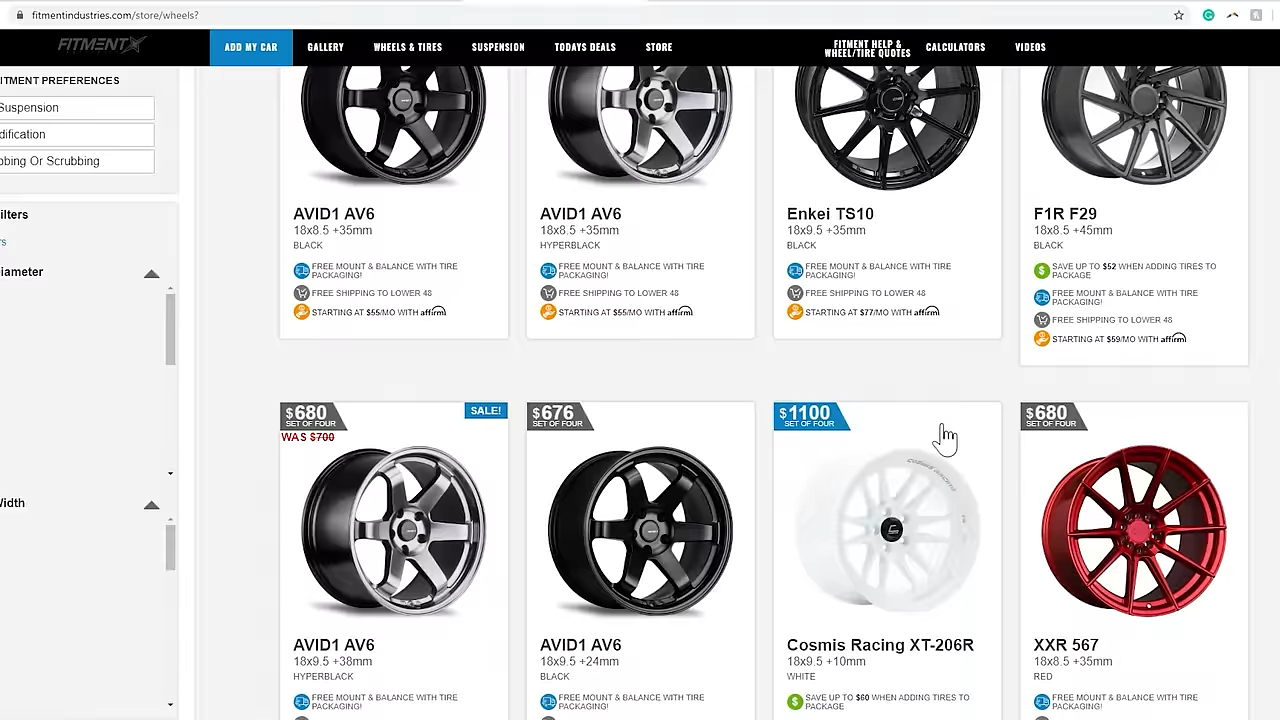 fitmentindustries.com/store/wheels?
FITMENT
ADD MY CAR
GALLERY
WHEELS & TIRES
SUSPENSION
TODAYS DEALS
STORE
FITMENT HELP &
WHEEL/TIRE QUOTES
CALCULATORS
VIDEOS
ITMENT PREFERENCES
Suspension
dification
bbing Or Scrubbing
ilters
rs
iameter
Width
AVID1 AV6
18x8.5 +35mm
BLACK
FREE MOUNT & BALANCE WITH TIRE
PACKAGING!
FREE SHIPPING TO LOWER 48
STARTING AT $55/MO WITH affirm
AVID1 AV6
18x8.5 +35mm
HYPERBLACK
FREE MOUNT & BALANCE WITH TIRE
PACKAGING!
FREE SHIPPING TO LOWER 48
STARTING AT $55/MO WITH affirm
Enkei TS10
18x9.5 +35mm
BLACK
FREE MOUNT & BALANCE WITH TIRE
PACKAGING!
FREE SHIPPING TO LOWER 48
STARTING AT $77/MO WITH affirm
F1R F29
18x8.5 +45mm
BLACK
SAVE UP TO $52 WHEN ADDING TIRES TO
PACKAGE
FREE MOUNT & BALANCE WITH TIRE
PACKAGING!
FREE SHIPPING TO LOWER 48
STARTING AT $59/MO WITH affirm
$680
SET OF FOUR
SALE!
WAS $700
AVID1 AV6
18x9.5 +38mm
HYPERBLACK
FREE MOUNT & BALANCE WITH TIRE
PACKAGING!
$676
SET OF FOUR
AVID1 AV6
18x9.5 +24mm
BLACK
FREE MOUNT & BALANCE WITH TIRE
PACKAGING!
$1100
SET OF FOUR
COSMIS RACING
Cosmis Racing XT-206R
18x9.5 +10mm
WHITE
SAVE UP TO $60 WHEN ADDING TIRES TO
PACKAGE
$680
SET OF FOUR
XXR 567
18x8.5 +35mm
RED
FREE MOUNT & BALANCE WITH TIRE
PACKAGING!